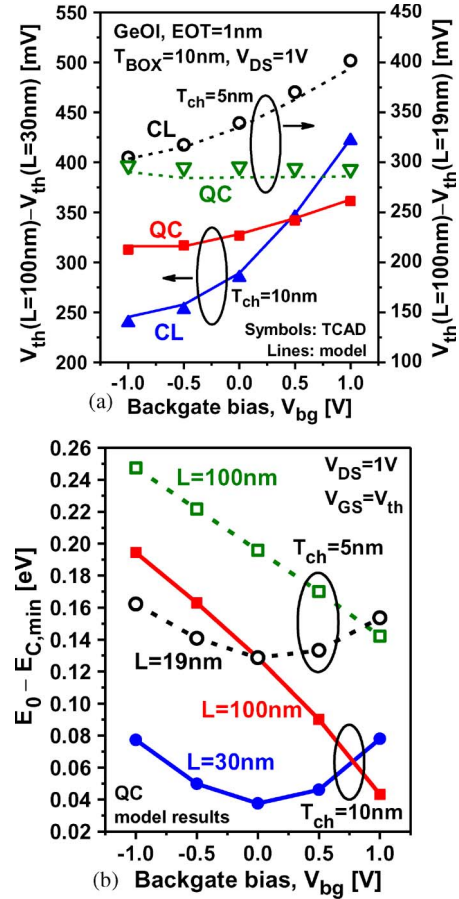 GeOI, EOT=1nm
T_BOX=10nm, V_DS=1V
T_ch=5nm
CL
QC
QC
T_ch=10nm
CL
Symbols: TCAD
Lines: model
V_th(L=100nm)–V_th(L=30nm) [mV]
500
450
400
350
300
250
200
V_th(L=100nm)–V_th(L=19nm) [mV]
450
400
350
300
250
200
150
100
-1.0 -0.5 0.0 0.5 1.0
(a) Backgate bias, V_bg [V]
E_0 – E_C,min [eV]
0.26
0.24
0.22
0.20
0.18
0.16
0.14
0.12
0.10
0.08
0.06
0.04
0.02
L=100nm
V_DS=1V
V_GS=V_th
T_ch=5nm
L=19nm
L=100nm
L=30nm
QC
model results
T_ch=10nm
-1.0 -0.5 0.0 0.5 1.0
(b) Backgate bias, V_bg [V]